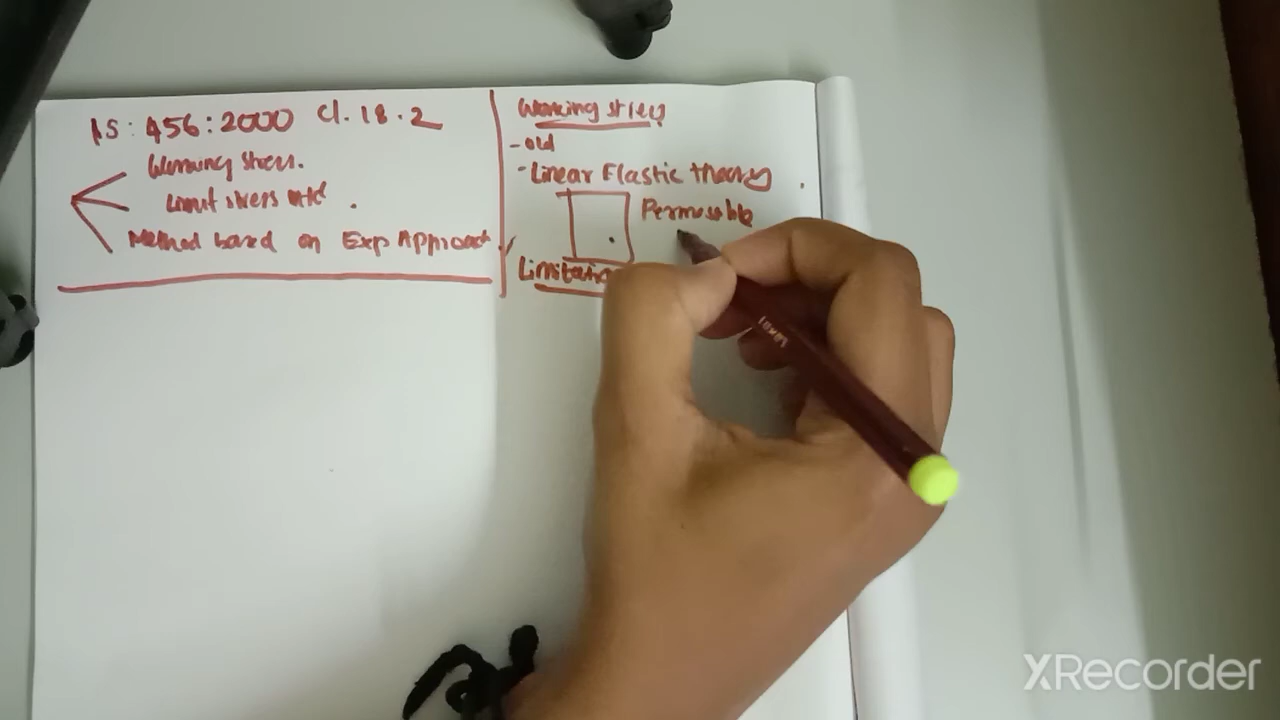 IS: 456:2000 Cl. 18.2
Working stress.
Limit stress
Method based on Exp Approach
Working stress
- old
- Linear Elastic theory
Permissible
Limitatio
XRecorder